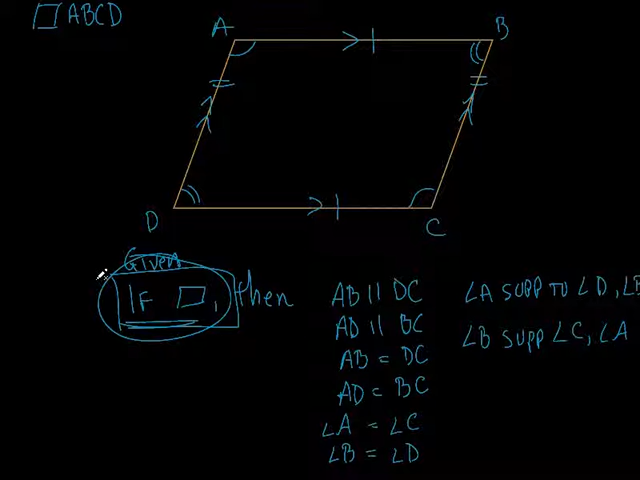 ▱ABCD
A
B
D
C
Given
IF ▱, then
AB || DC
AD || BC
AB = DC
AD = BC
∠A = ∠C
∠B = ∠D
∠A SUPP TO ∠D, ∠B
∠B SUPP ∠C, ∠A